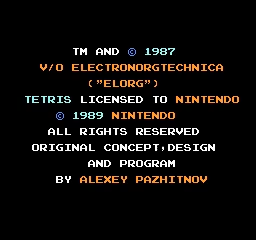 TM AND © 1987
V/O ELECTRONORGTECHNICA
("ELORG")
TETRIS LICENSED TO NINTENDO
© 1989 NINTENDO
ALL RIGHTS RESERVED
ORIGINAL CONCEPT,DESIGN
AND PROGRAM
BY ALEXEY PAZHITNOV